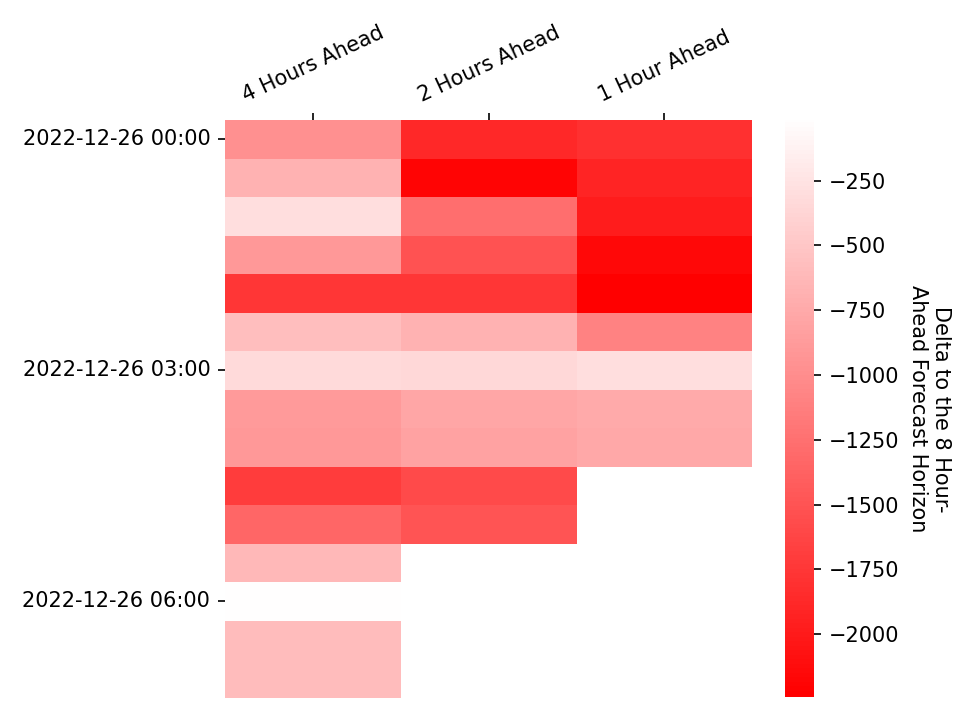 4 Hours Ahead
2 Hours Ahead
1 Hour Ahead
2022-12-26 00:00
2022-12-26 03:00
2022-12-26 06:00
−250
−500
−750
−1000
−1250
−1500
−1750
−2000
Delta to the 8 Hour-
Ahead Forecast Horizon